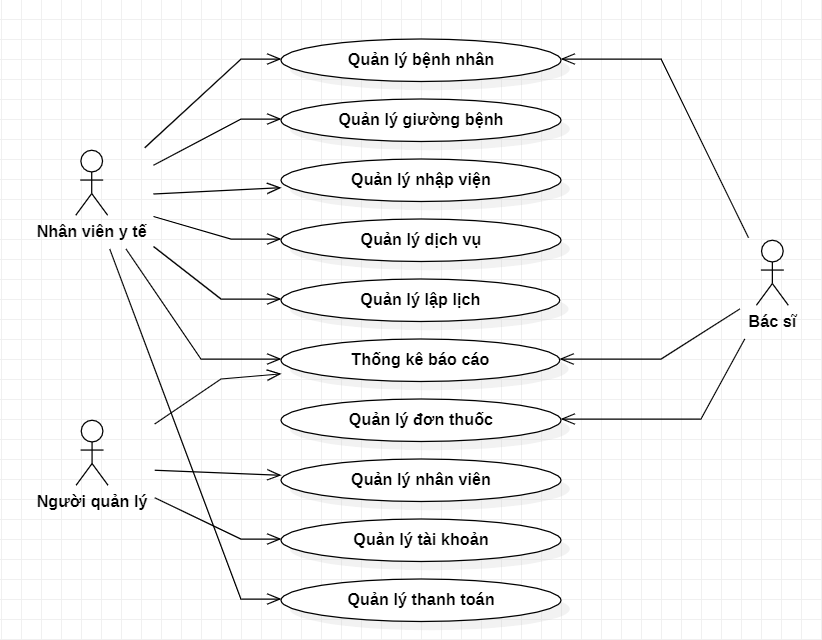 Quản lý bệnh nhân
Quản lý giường bệnh
Quản lý nhập viện
Nhân viên y tế
Quản lý dịch vụ
Quản lý lập lịch
Bác sĩ
Thống kê báo cáo
Quản lý đơn thuốc
Quản lý nhân viên
Người quản lý
Quản lý tài khoản
Quản lý thanh toán